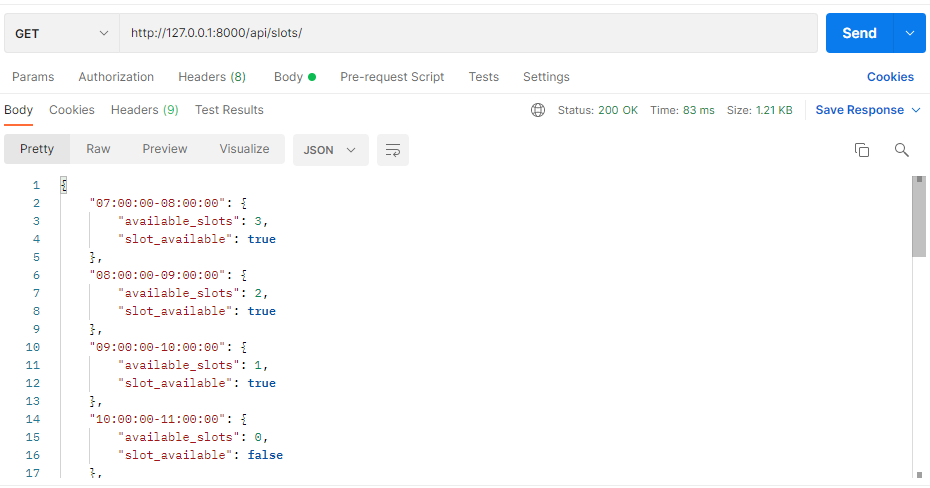 GET http://127.0.0.1:8000/api/slots/ Send
Params Authorization Headers (8) Body Pre-request Script Tests Settings Cookies
Body Cookies Headers (9) Test Results Status: 200 OK Time: 83 ms Size: 1.21 KB Save Response
Pretty Raw Preview Visualize JSON
1 {
2 "07:00:00-08:00:00": {
3 "available_slots": 3,
4 "slot_available": true
5 },
6 "08:00:00-09:00:00": {
7 "available_slots": 2,
8 "slot_available": true
9 },
10 "09:00:00-10:00:00": {
11 "available_slots": 1,
12 "slot_available": true
13 },
14 "10:00:00-11:00:00": {
15 "available_slots": 0,
16 "slot_available": false
17 },